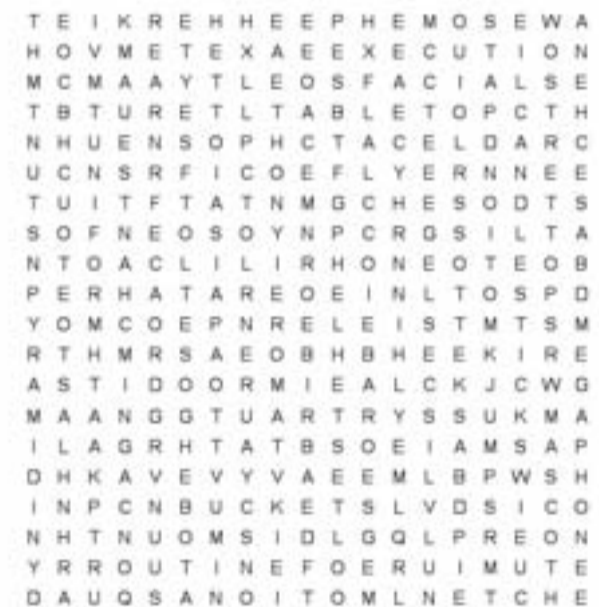 T E I K R E H H E E P H E M O S E W A
H O V M E T E X A E E X E C U T I O N
M C M A A Y T L E O S F A C I A L S E
T B T U R E T L T A B L E T O P C T H
N H U E N S O P H C T A C E L D A R C
U C N S R F I C O E F L Y E R N N E E
T U I T F T A T N M G C H E S O D T S
S O F N E O S O Y N P C R G S I L T A
N T O A C L I L I R H O N E O T E O B
P E R H A T A R E O E I N L T O S P D
Y O M C O E P N R E L E I S T M T S M
R T H M R S A E O B H B H E E K I R E
A S T I D O O R M I E A L C K J C W G
M A A N G G T U A R T R Y S S U K M A
I L A G R H T A T B S O E I A M S A P
D H K A V E V Y V A E E M L B P W S H
I N P C N B U C K E T S L V D S I C O
N H T N U O M S I D L G Q L P R E O N
Y R R O U T I N E F O E R U I M U T E
D A U Q S A N O I T O M L N E T C H E